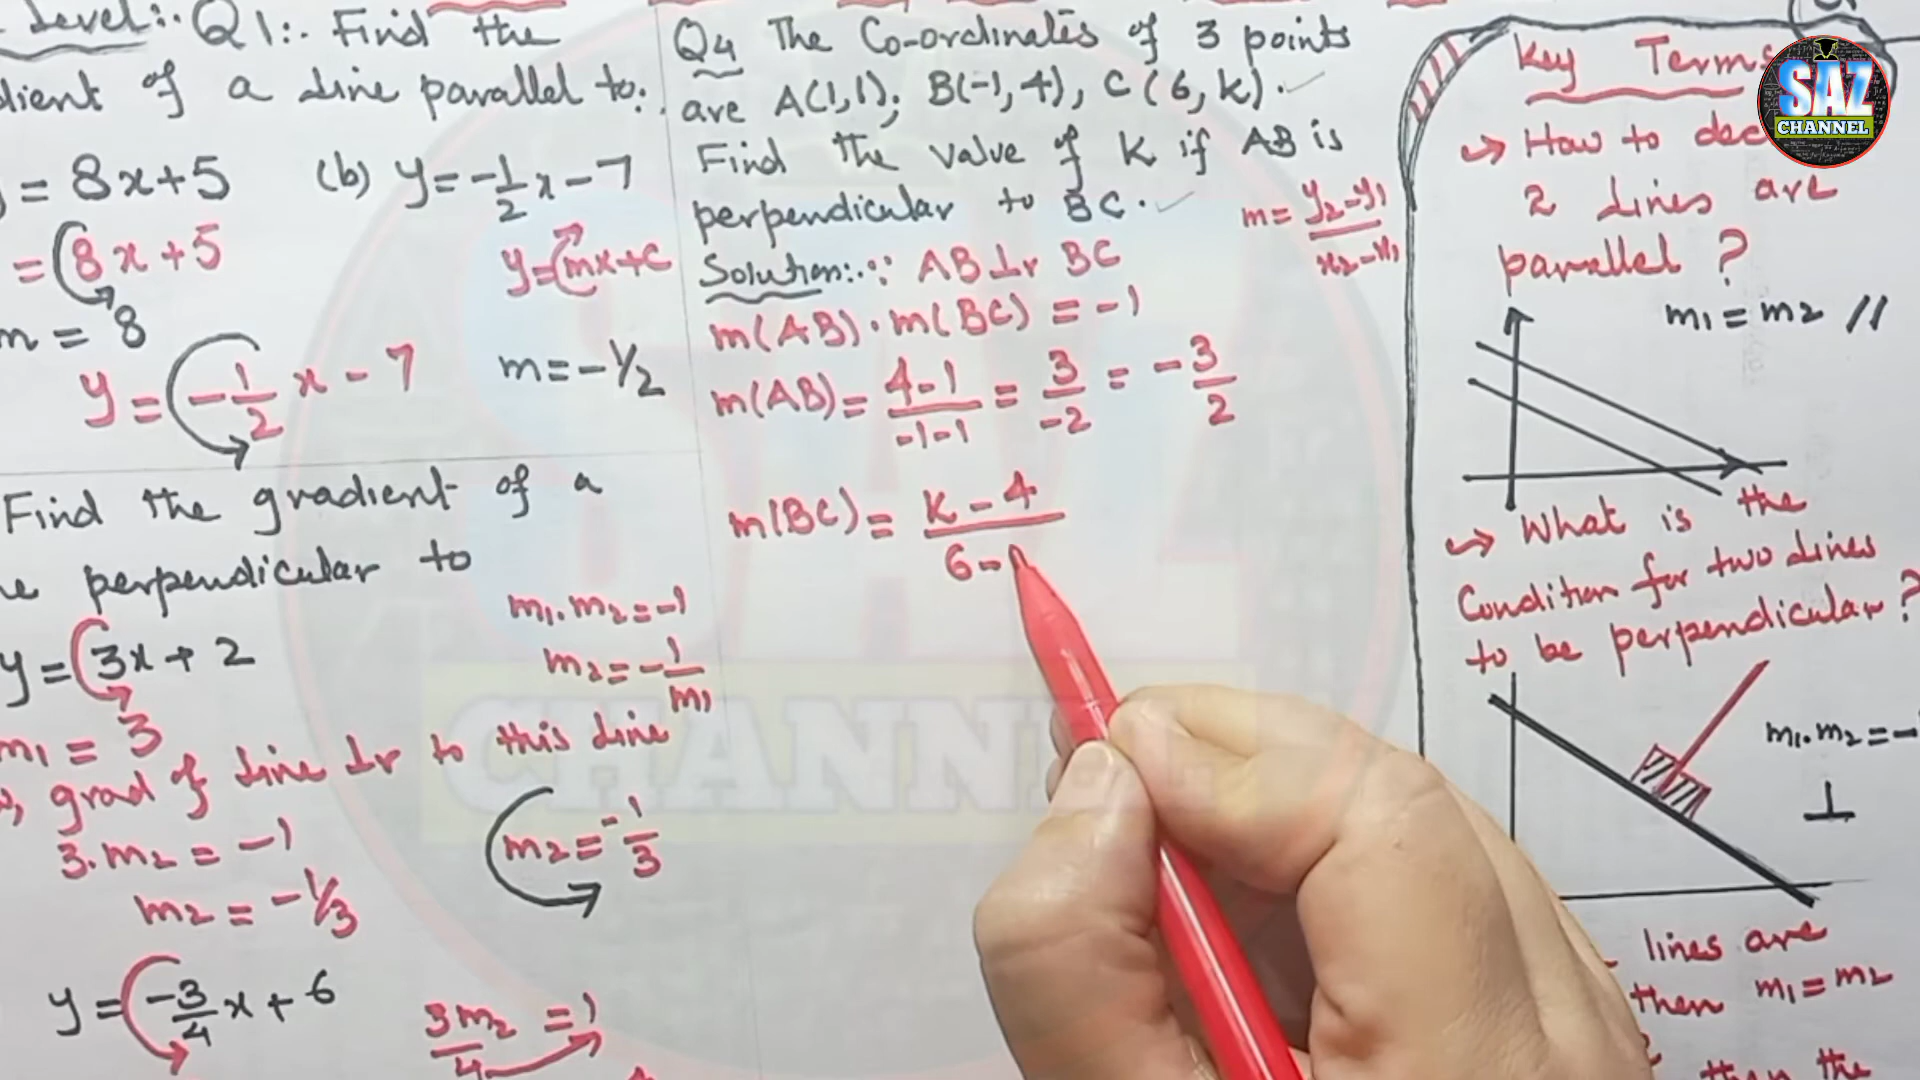 Level:. Q1:. Find the
of a line parallel to:
= 8x+5 (b) y=-1/2x-7
= 8x+5
y=mx+c
m = 8
y = -1/2 x - 7 m=-1/2
Find the gradient of a
perpendicular to
m1.m2=-1
y= 3x+2
m2=-1/m1
m1 = 3
grad of line ⊥r to this line
3.m2 = -1
m2=-1/3
m2 = -1/3
y= -3/4x+6
3m2/4 =1
Q4 The Co-ordinates of 3 points
are A(1,1); B(-1,4), C(6,k).
Find the value of k if AB is
perpendicular to BC.
m= y2-y1/x2-x1
Solution:. ∵ AB⊥r BC
m(AB).m(BC) = -1
m(AB)= 4-1/-1-1 = 3/-2 = -3/2
m(BC)= k-4/6-
Key Terms
How to
2 lines are
parallel ?
m1=m2 //
What is the
Condition for two lines
to be perpendicular?
m1.m2=-
⊥
lines are
then m1=m2
then the
SAZ
CHANNEL
CHANNEL